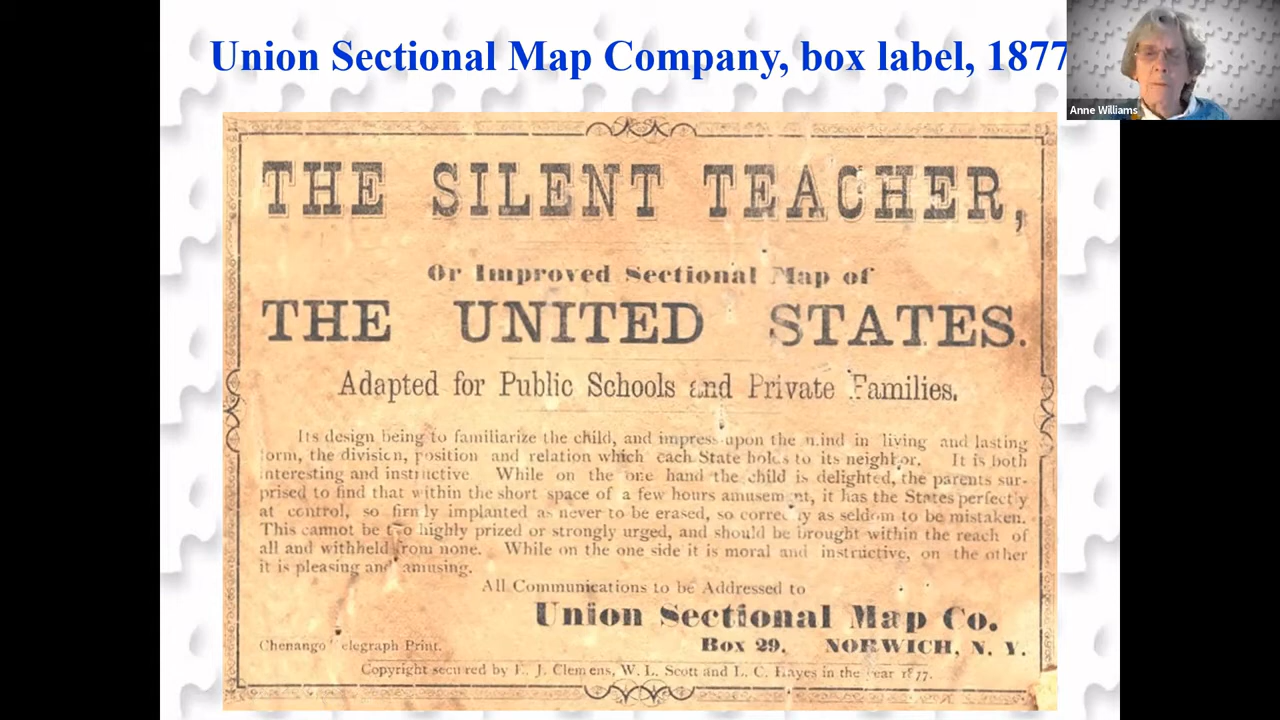 Union Sectional Map Company, box label, 1877
Anne Williams
THE SILENT TEACHER,
Or Improved Sectional Map of
THE UNITED STATES.
Adapted for Public Schools and Private Families.
Its design being to familiarize the child, and impress upon the mind in living and lasting
form, the division, position and relation which each State holds to its neighbor. It is both
interesting and instructive. While on the one hand the child is delighted, the parents sur-
prised to find that within the short space of a few hours amusement, it has the States perfectly
at control, so firmly implanted as never to be erased, so correctly as seldom to be mistaken.
This cannot be too highly prized or strongly urged, and should be brought within the reach of
all and withheld from none. While on the one side it is moral and instructive, on the other
it is pleasing and amusing.
All Communications to be Addressed to
Union Sectional Map Co.
Chenango Telegraph Print. Box 29. NORWICH, N. Y.
Copyright secured by J. Clemens, W. L. Scott and L. C. Hayes in the year 1877.